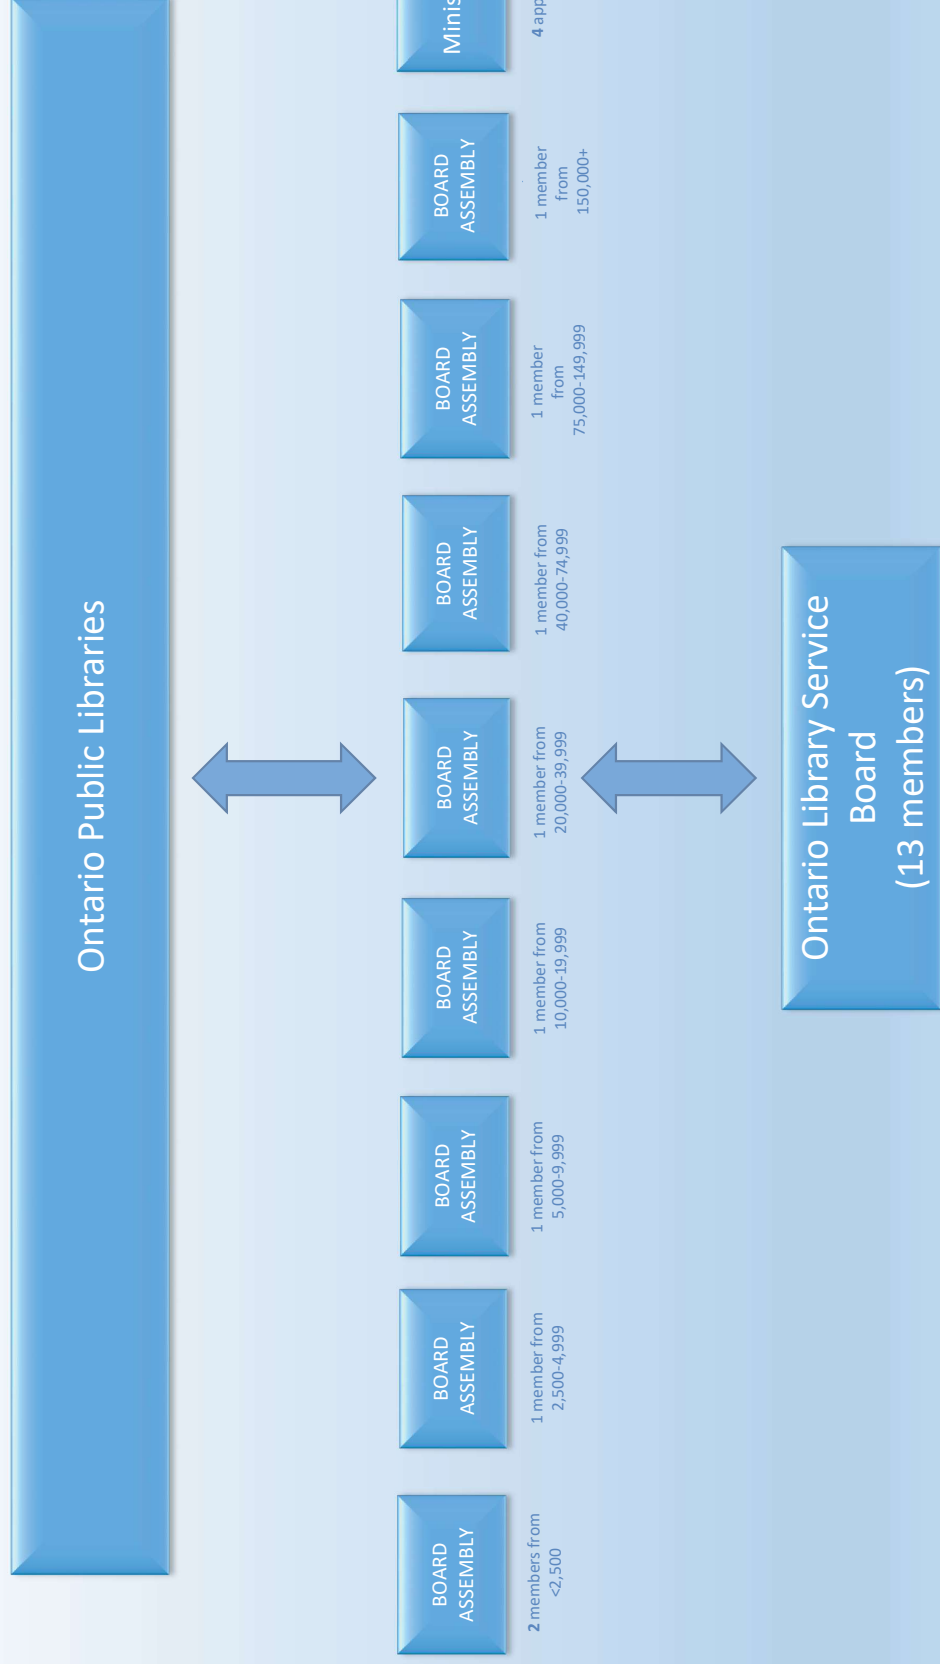 Ontario Public Libraries
BOARD
ASSEMBLY
2 members from
<2,500
BOARD
ASSEMBLY
1 member from
2,500-4,999
BOARD
ASSEMBLY
1 member from
5,000-9,999
BOARD
ASSEMBLY
1 member from
10,000-19,999
BOARD
ASSEMBLY
1 member from
20,000-39,999
BOARD
ASSEMBLY
1 member from
40,000-74,999
BOARD
ASSEMBLY
1 member
from
75,000-149,999
BOARD
ASSEMBLY
1 member
from
150,000+
Minis
4 app
Ontario Library Service
Board
(13 members)